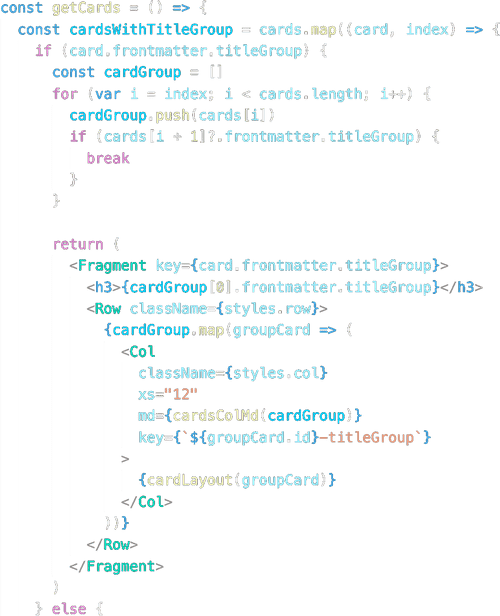 const getCards = () => {
  const cardsWithTitleGroup = cards.map((card, index) => {
    if (card.frontmatter.titleGroup) {
      const cardGroup = []
      for (var i = index; i < cards.length; i++) {
        cardGroup.push(cards[i])
        if (cards[i + 1]?.frontmatter.titleGroup) {
          break
        }
      }

      return (
        <Fragment key={card.frontmatter.titleGroup}>
          <h3>{cardGroup[0].frontmatter.titleGroup}</h3>
          <Row className={styles.row}>
            {cardGroup.map(groupCard => (
              <Col
                className={styles.col}
                xs="12"
                md={cardsColMd(cardGroup)}
                key={`${groupCard.id}-titleGroup`}
              >
                {cardLayout(groupCard)}
              </Col>
            ))}
          </Row>
        </Fragment>
      )
    } else {